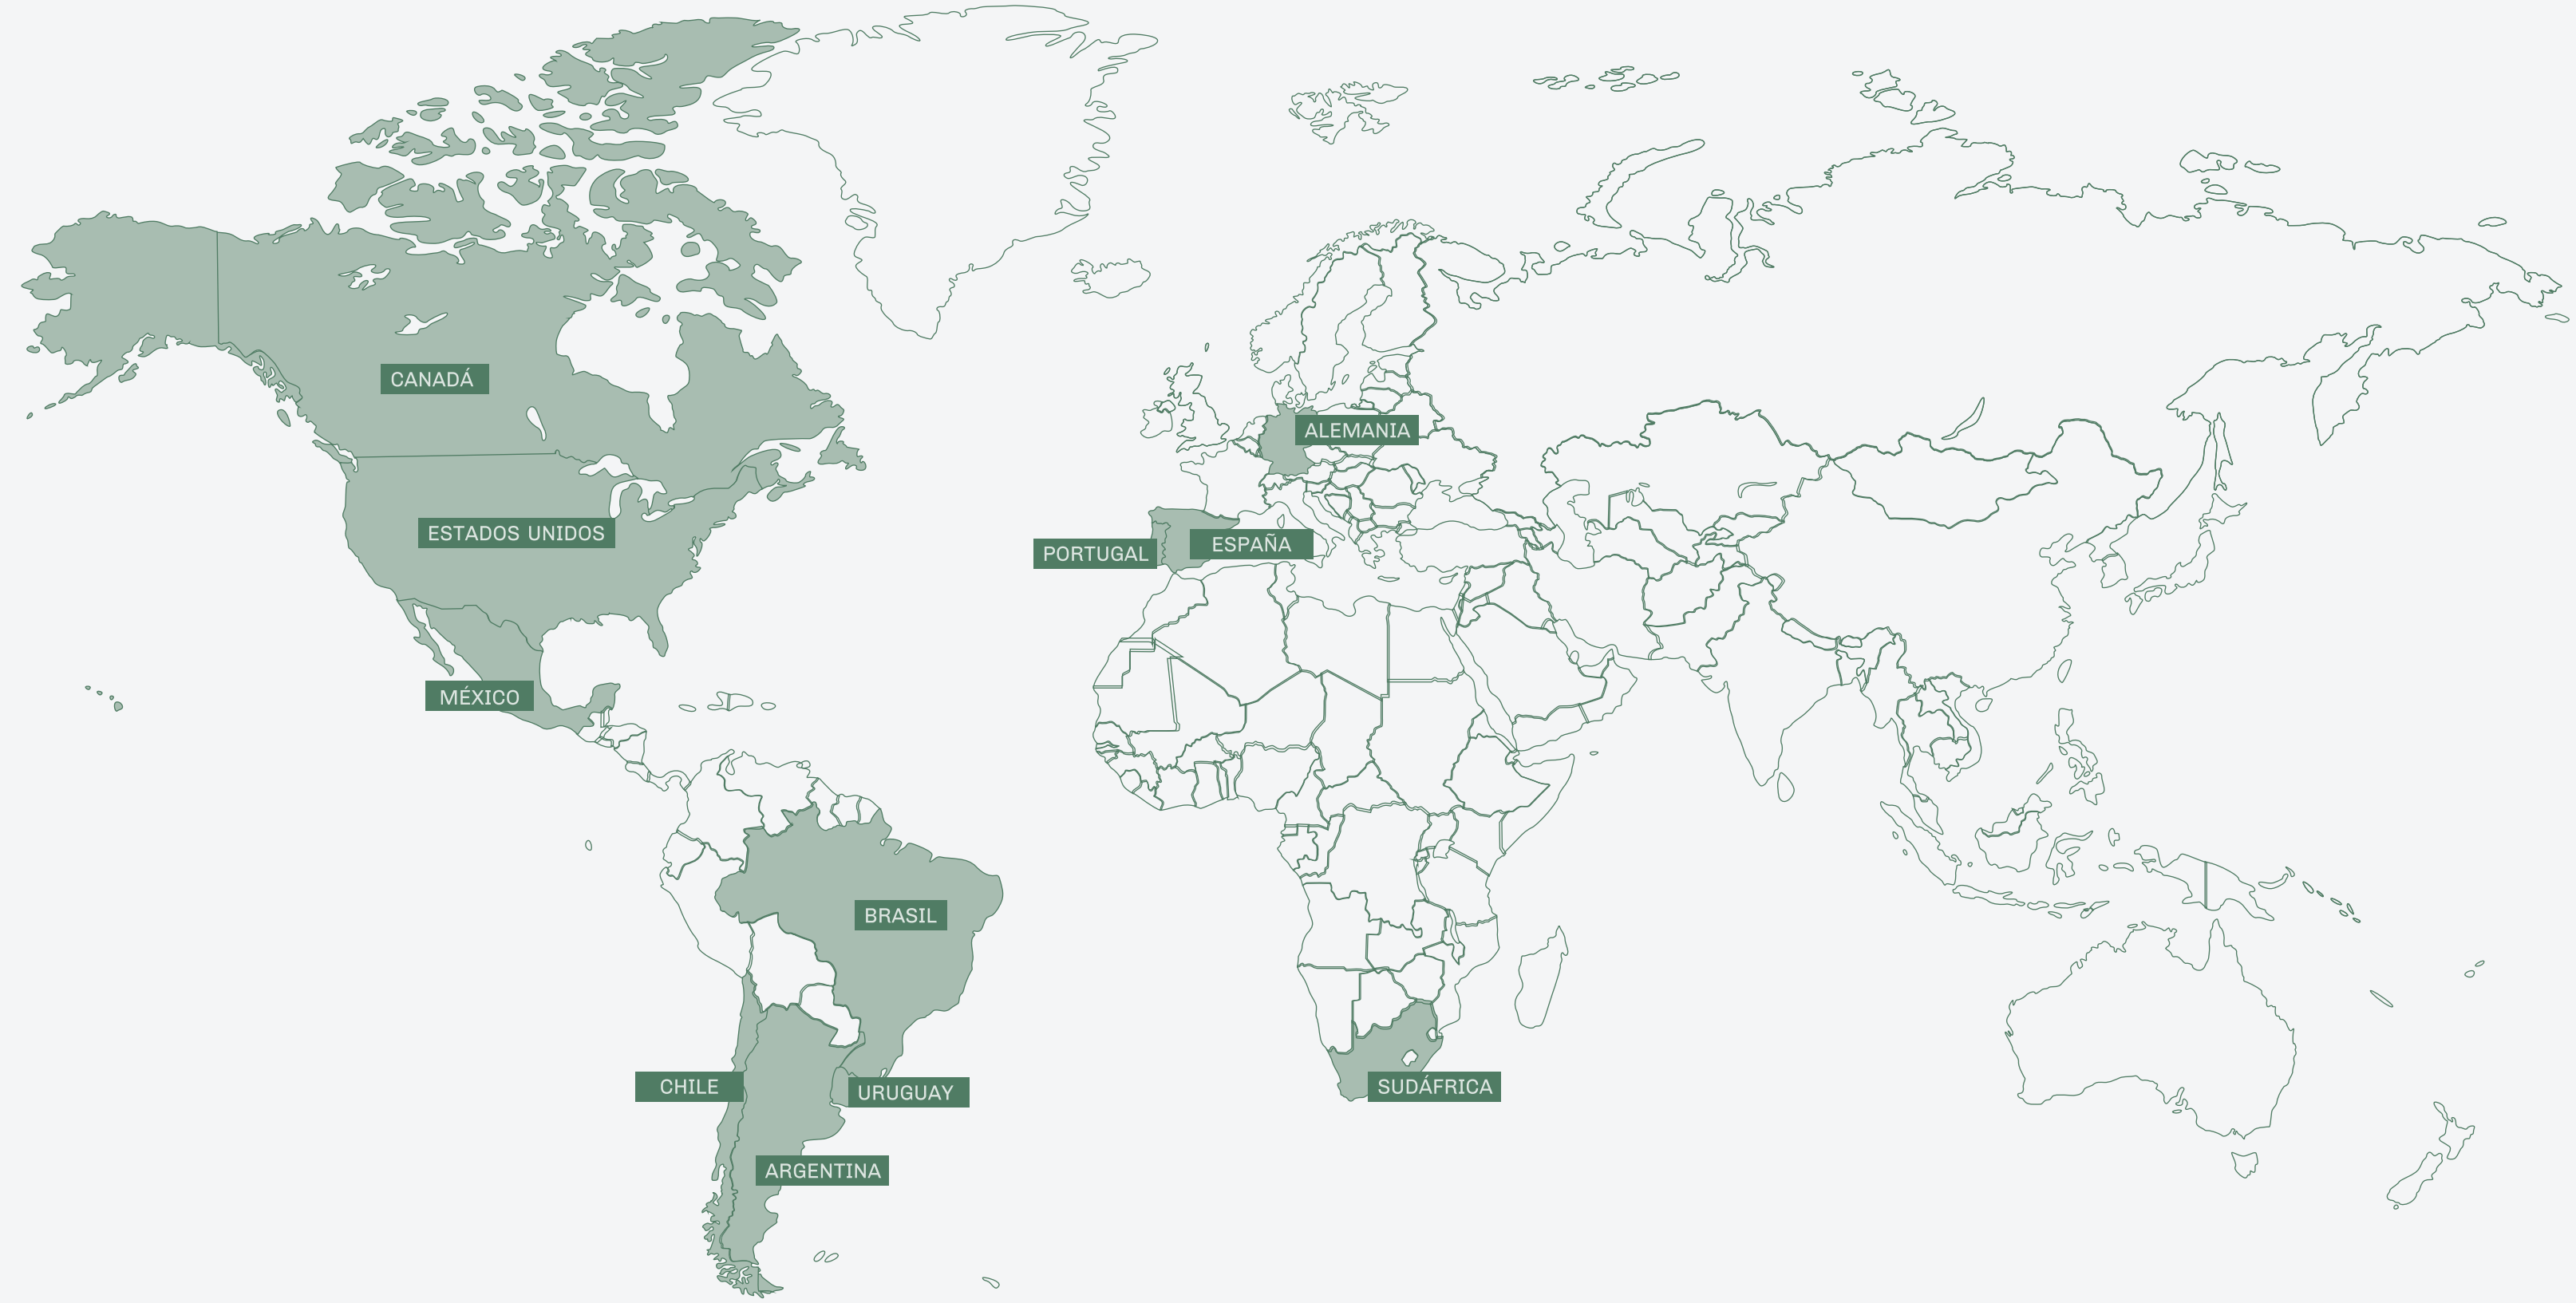 CANADÁ
ALEMANIA
ESTADOS UNIDOS
ESPAÑA
PORTUGAL
MÉXICO
BRASIL
CHILE
SUDÁFRICA
URUGUAY
ARGENTINA